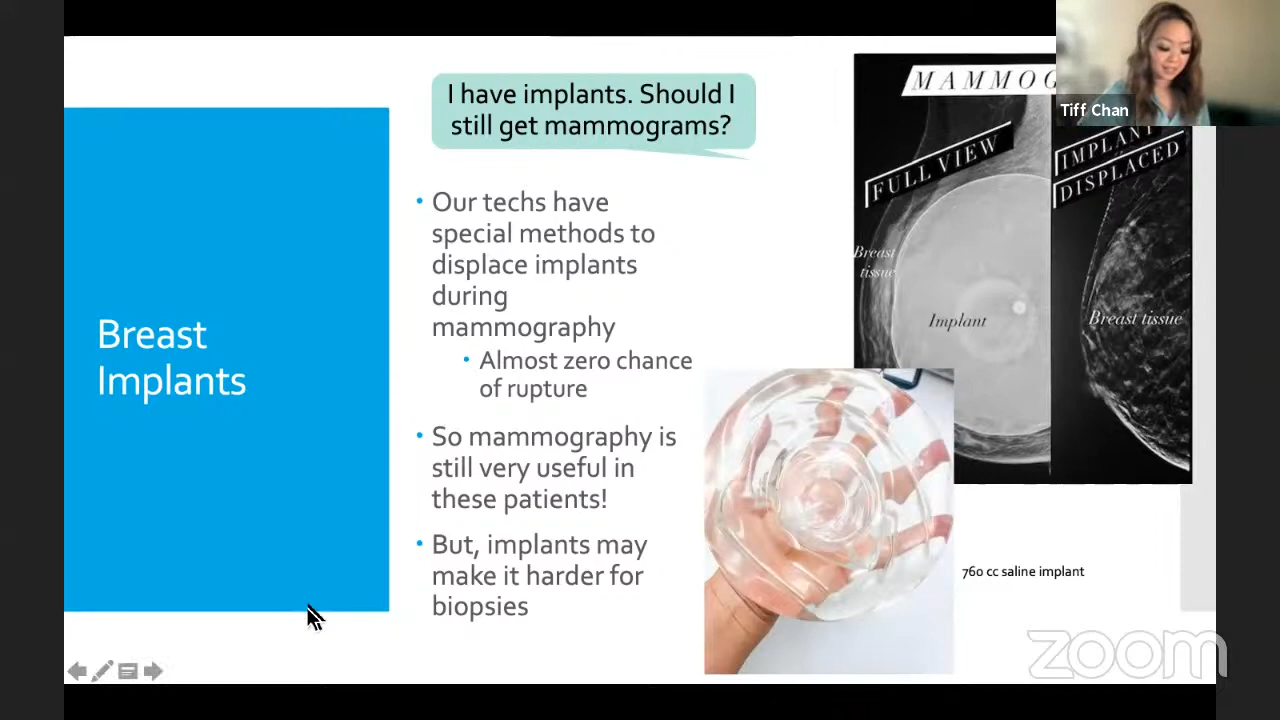 I have implants. Should I
still get mammograms?
Breast
Implants
• Our techs have
special methods to
displace implants
during
mammography
• Almost zero chance
of rupture
• So mammography is
still very useful in
these patients!
• But, implants may
make it harder for
biopsies
MAMMOG
FULL VIEW
IMPLANT
DISPLACED
Breast
tissue
Implant
Breast tissue
760 cc saline implant
Tiff Chan
zoom